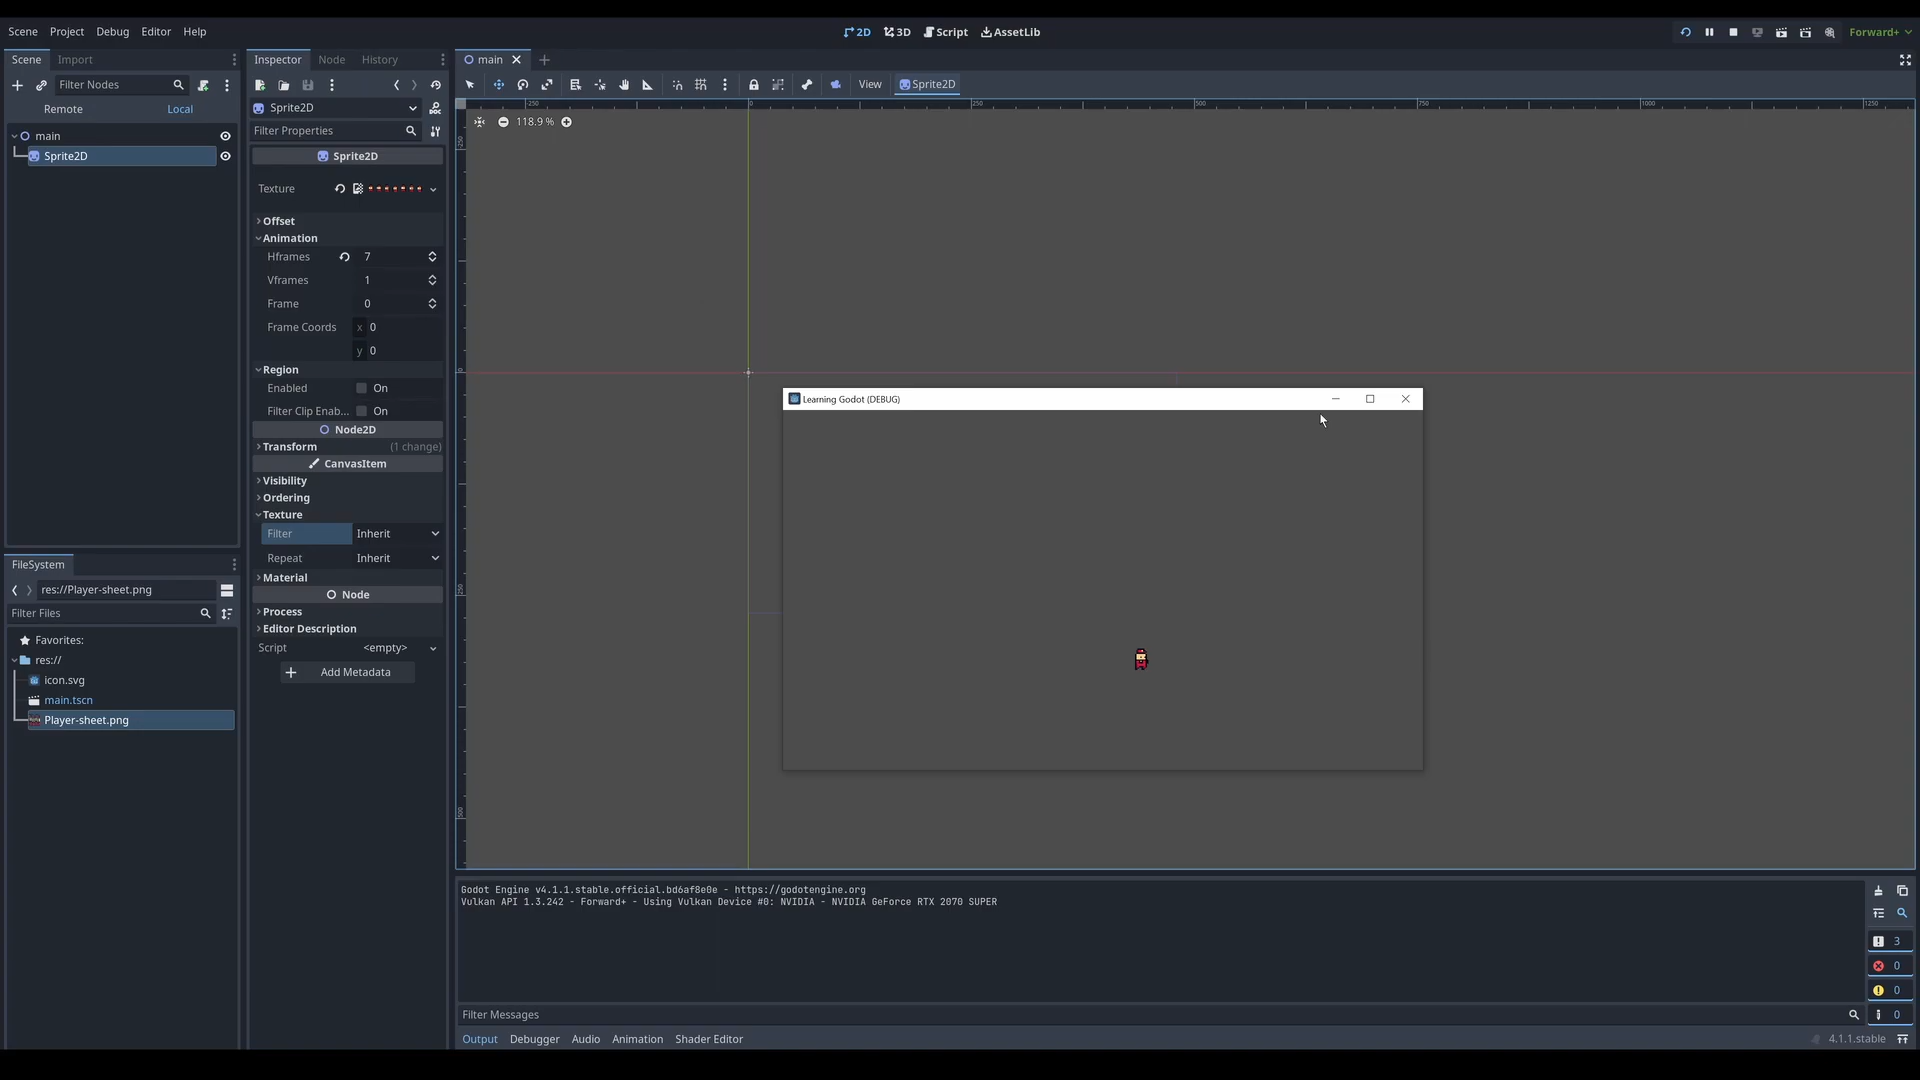 Scene Project Debug Editor Help
2D 3D Script AssetLib
Forward+
Scene Import
Filter Nodes
Remote Local
main
Sprite2D
FileSystem
res://Player-sheet.png
Filter Files
Favorites:
res://
icon.svg
main.tscn
Player-sheet.png
Inspector Node History
Sprite2D
Filter Properties
Sprite2D
Texture
Offset
Animation
Hframes 7
Vframes 1
Frame 0
Frame Coords x 0
y 0
Region
Enabled On
Filter Clip Enab... On
Node2D
Transform (1 change)
CanvasItem
Visibility
Ordering
Texture
Filter Inherit
Repeat Inherit
Material
Node
Process
Editor Description
Script <empty>
Add Metadata
main
View Sprite2D
-250 0 250 500 750 1000 1250
118.9 %
Learning Godot (DEBUG)
Godot Engine v4.1.1.stable.official.bd6af8e0e - https://godotengine.org
Vulkan API 1.3.242 - Forward+ - Using Vulkan Device #0: NVIDIA - NVIDIA GeForce RTX 2070 SUPER
3
0
0
0
Filter Messages
Output Debugger Audio Animation Shader Editor
4.1.1.stable